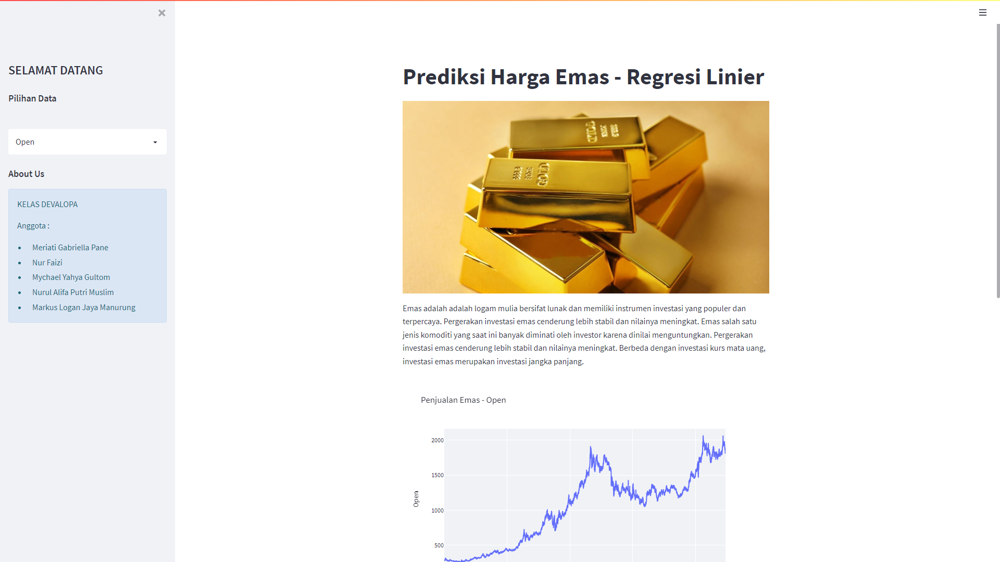 SELAMAT DATANG
Pilihan Data
Open
About Us
KELAS DEVALOPA
Anggota :
Meriati Gabriella Pane
Nur Faizi
Mychael Yahya Gultom
Nurul Alifa Putri Muslim
Markus Logan Jaya Manurung
Prediksi Harga Emas - Regresi Linier
GOLD
GOLD
Emas adalah adalah logam mulia bersifat lunak dan memiliki instrumen investasi yang populer dan
terpercaya. Pergerakan investasi emas cenderung lebih stabil dan nilainya meningkat. Emas salah satu
jenis komoditi yang saat ini banyak diminati oleh investor karena dinilai menguntungkan. Pergerakan
investasi emas cenderung lebih stabil dan nilainya meningkat. Berbeda dengan investasi kurs mata uang,
investasi emas merupakan investasi jangka panjang.
Penjualan Emas - Open
2000
1500
Open
1000
500